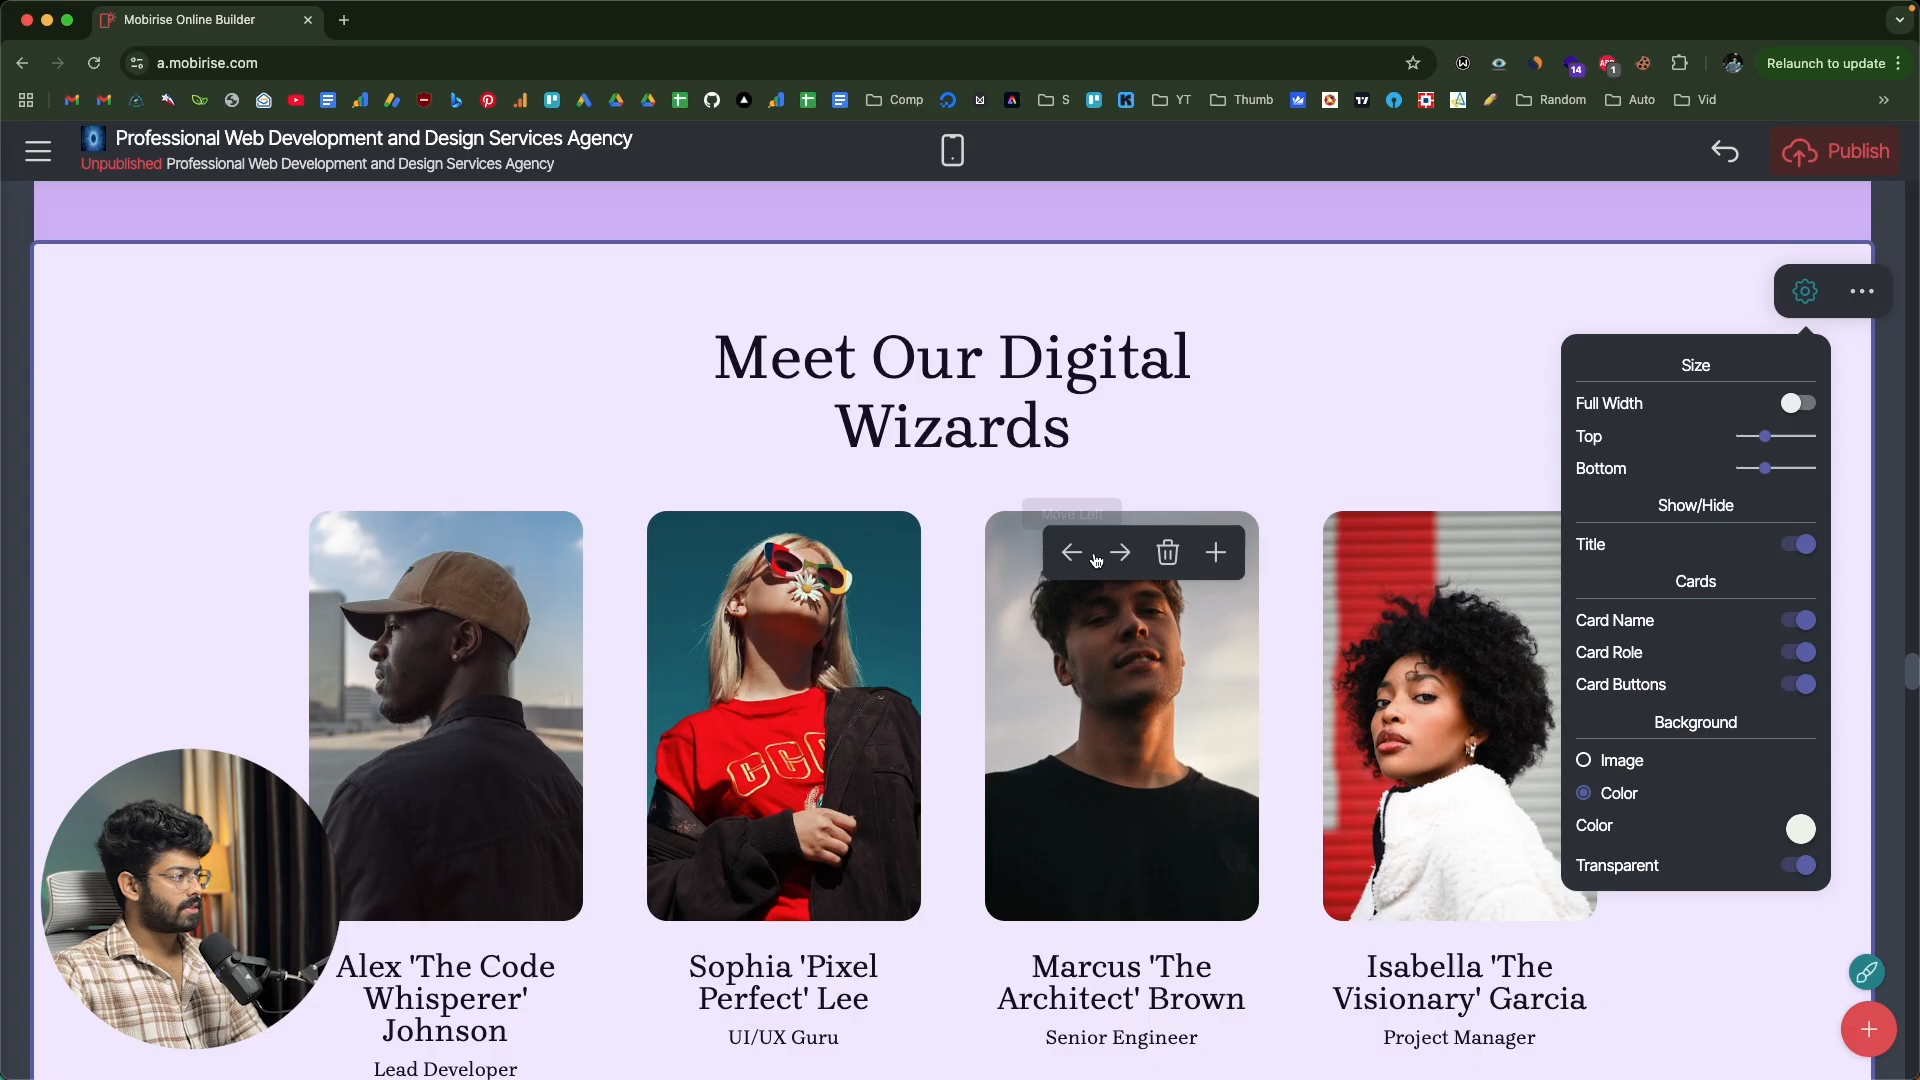 Mobirise Online Builder
a.mobirise.com
14
1
Relaunch to update
Comp
S
YT
Thumb
Random
Auto
Vid
Professional Web Development and Design Services Agency
Unpublished Professional Web Development and Design Services Agency
Publish
Meet Our Digital
Wizards
Size
Full Width
Top
Bottom
Show/Hide
Title
Cards
Card Name
Card Role
Card Buttons
Background
Image
Color
Color
Transparent
Move Left
Alex 'The Code
Whisperer'
Johnson
Lead Developer
Sophia 'Pixel
Perfect' Lee
UI/UX Guru
Marcus 'The
Architect' Brown
Senior Engineer
Isabella 'The
Visionary' Garcia
Project Manager